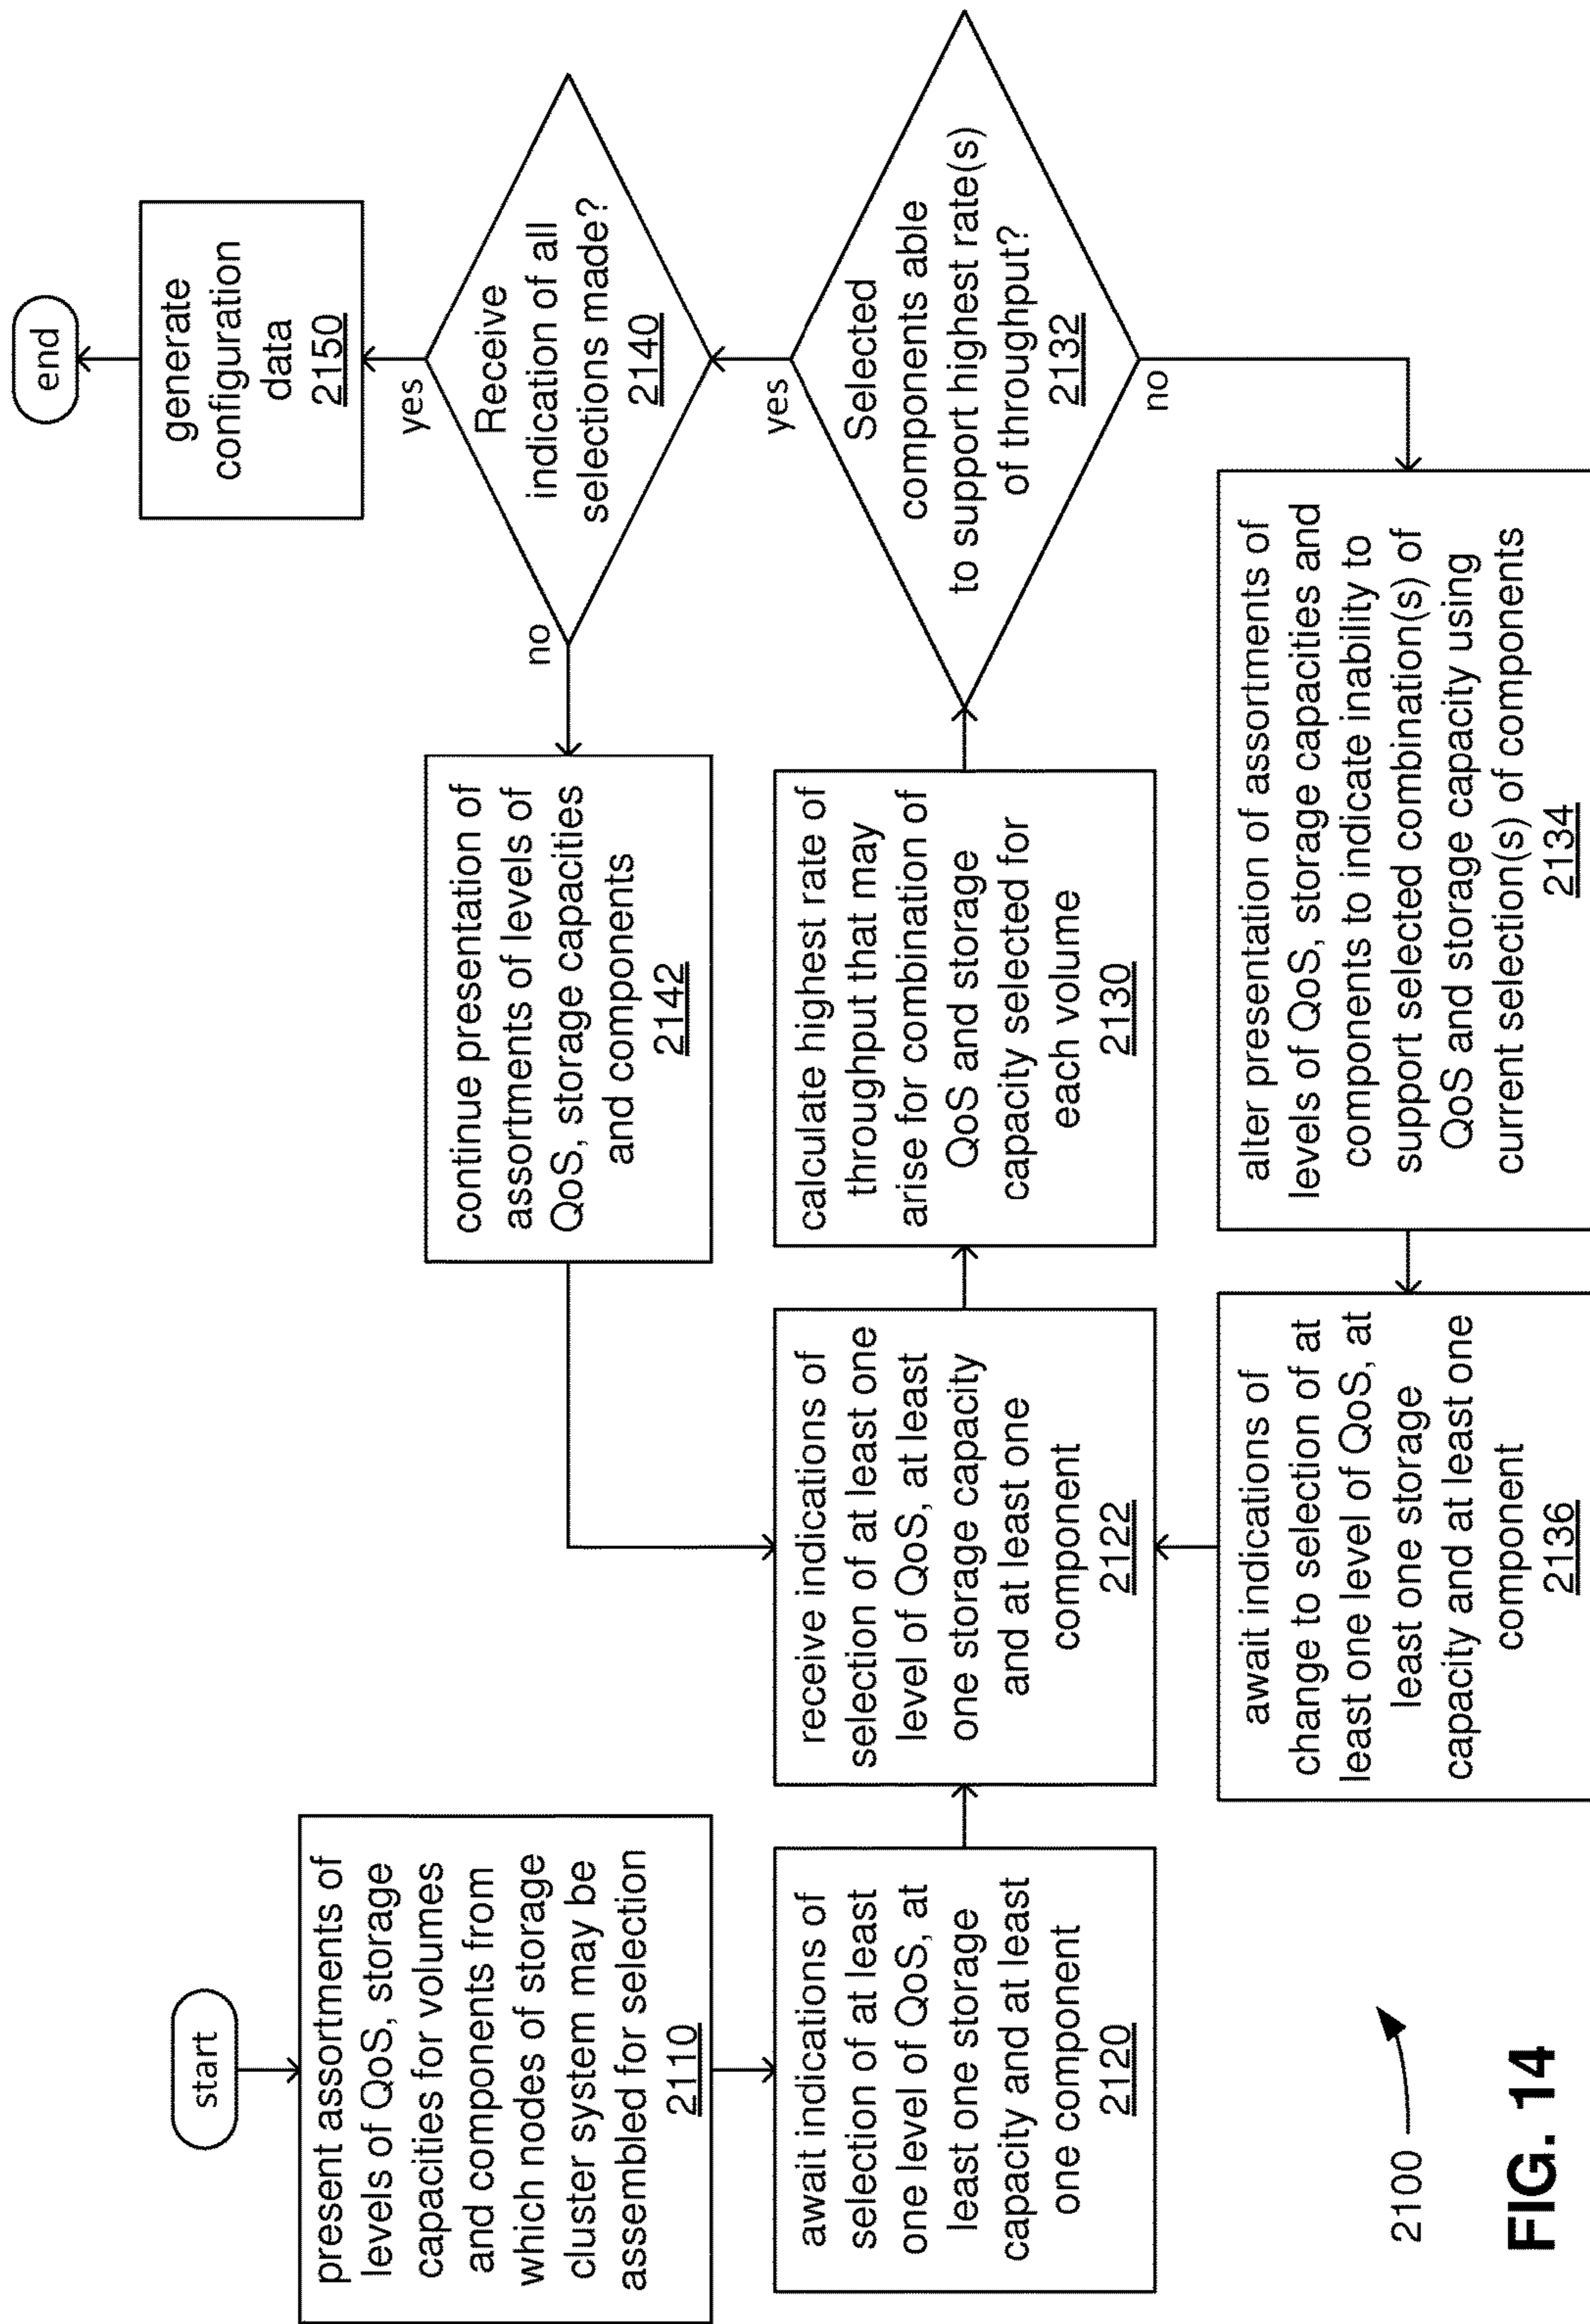 start
present assortments of
levels of QoS, storage
capacities for volumes
and components from
which nodes of storage
cluster system may be
assembled for selection
2110
await indications of
selection of at least
one level of QoS, at
least one storage
capacity and at least
one component
2120
receive indications of
selection of at least one
level of QoS, at least
one storage capacity
and at least one
component
2122
calculate highest rate of
throughput that may
arise for combination of
QoS and storage
capacity selected for
each volume
2130
Selected
components able
to support highest rate(s)
of throughput?
2132
yes
no
alter presentation of assortments of
levels of QoS, storage capacities and
components to indicate inability to
support selected combination(s) of
QoS and storage capacity using
current selection(s) of components
2134
await indications of
change to selection of at
least one level of QoS, at
least one storage
capacity and at least one
component
2136
Receive
indication of all
selections made?
2140
no
yes
continue presentation of
assortments of levels of
QoS, storage capacities
and components
2142
generate
configuration
data
2150
end
2100
FIG. 14